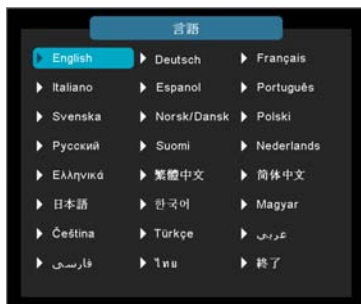 言語
English Deutsch Français
Italiano Espanol Português
Svenska Norsk/Dansk Polski
Русский Suomi Nederlands
Ελληνικά 繁體中文 简体中文
日本語 한국어 Magyar
Čeština Türkçe عربي
فارسی ไทย 終了